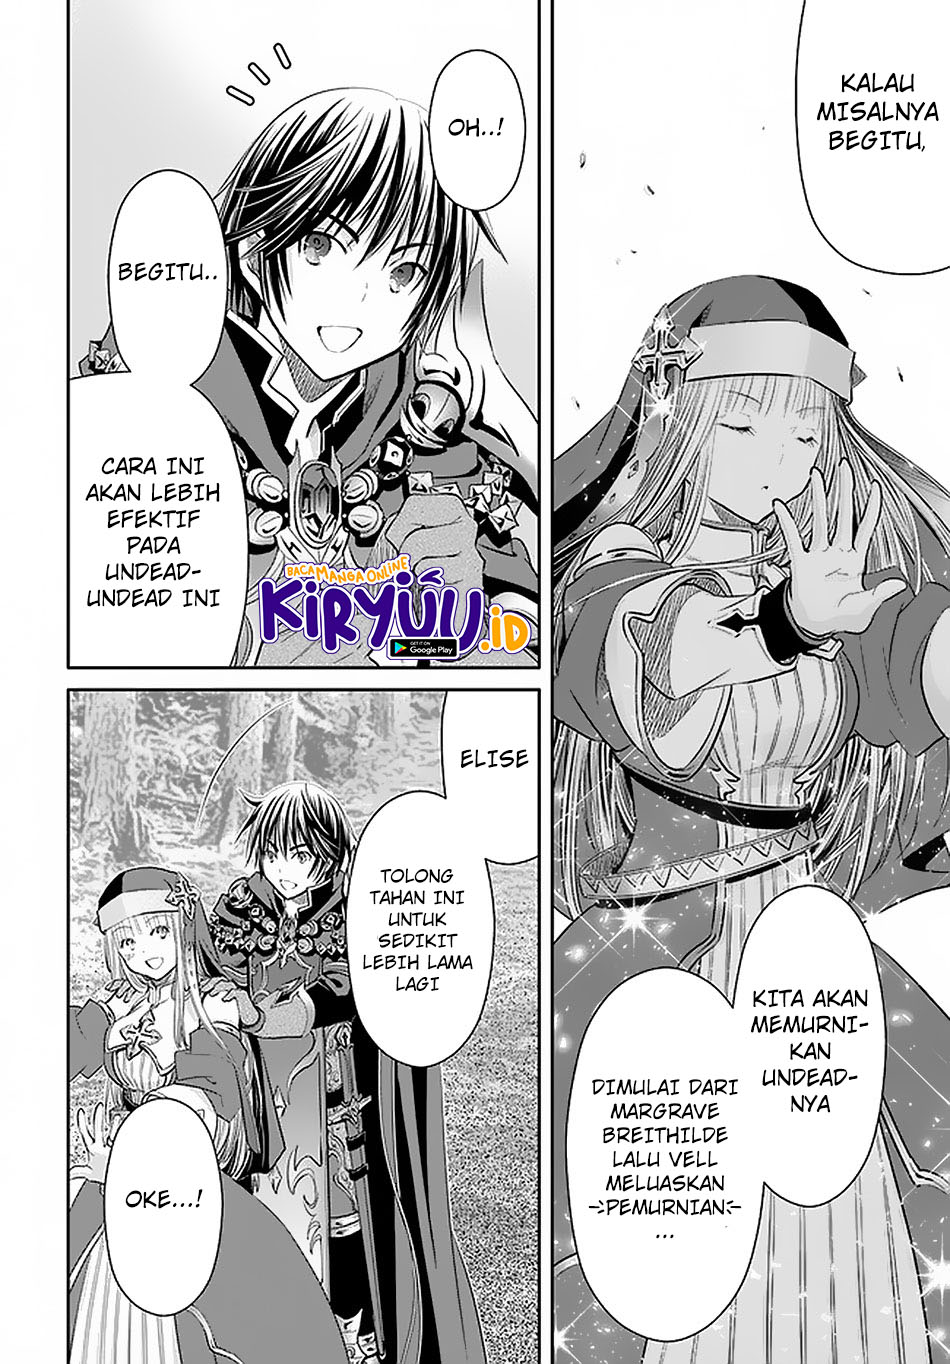 KALAU
MISALNYA
BEGITU,
KITA AKAN
MEMURNI-
KAN
UNDEAD-
NYA
DIMULAI DARI
MARGRAVE
BREITHILDE
LALU VELL
MELUASKAN
-PEMURNIAN-
...
OH..!
BEGITU..
CARA INI
AKAN LEBIH
EFEKTIF
PADA
UNDEAD-
UNDEAD INI
BACA MANGA ONLINE
KIRYUU.iD
GET IT ON
Google Play
ELISE
TOLONG
TAHAN INI
UNTUK
SEDIKIT
LEBIH LAMA
LAGI
OKE...!